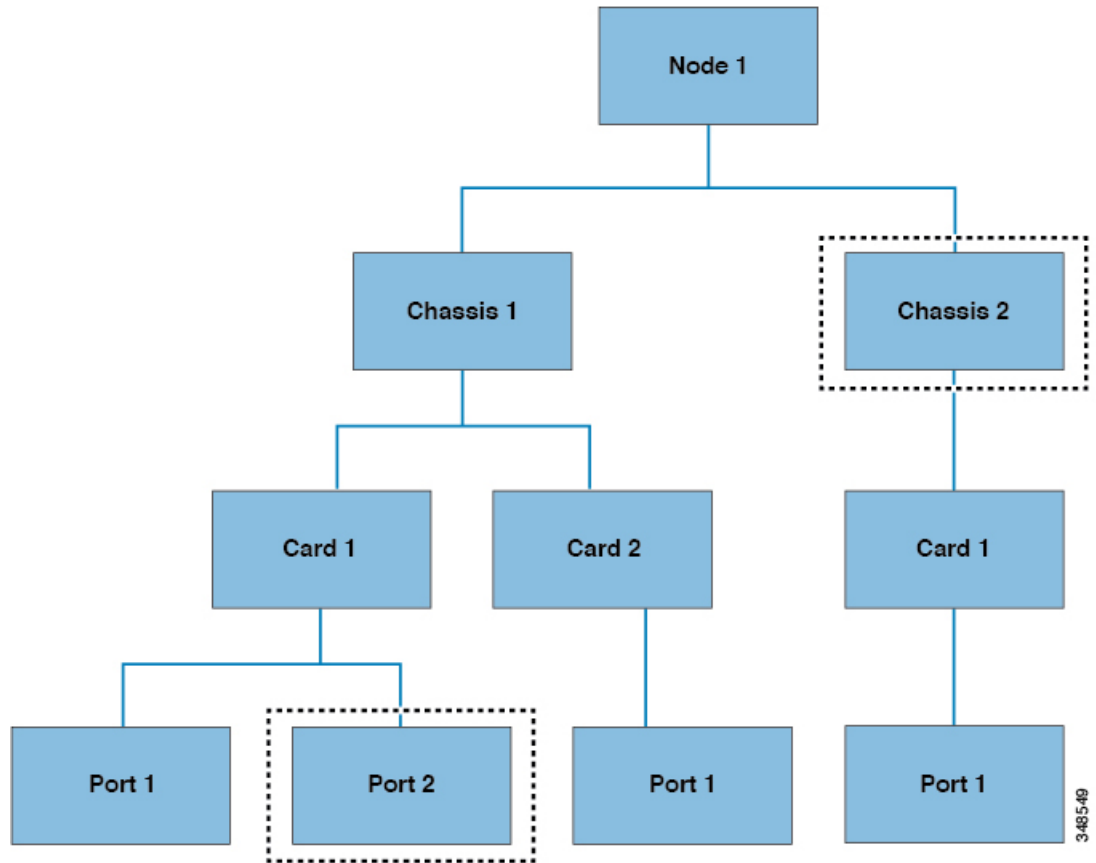 Node 1
Chassis 1
Chassis 2
Card 1
Card 2
Card 1
Port 1
Port 2
Port 1
Port 1
348549